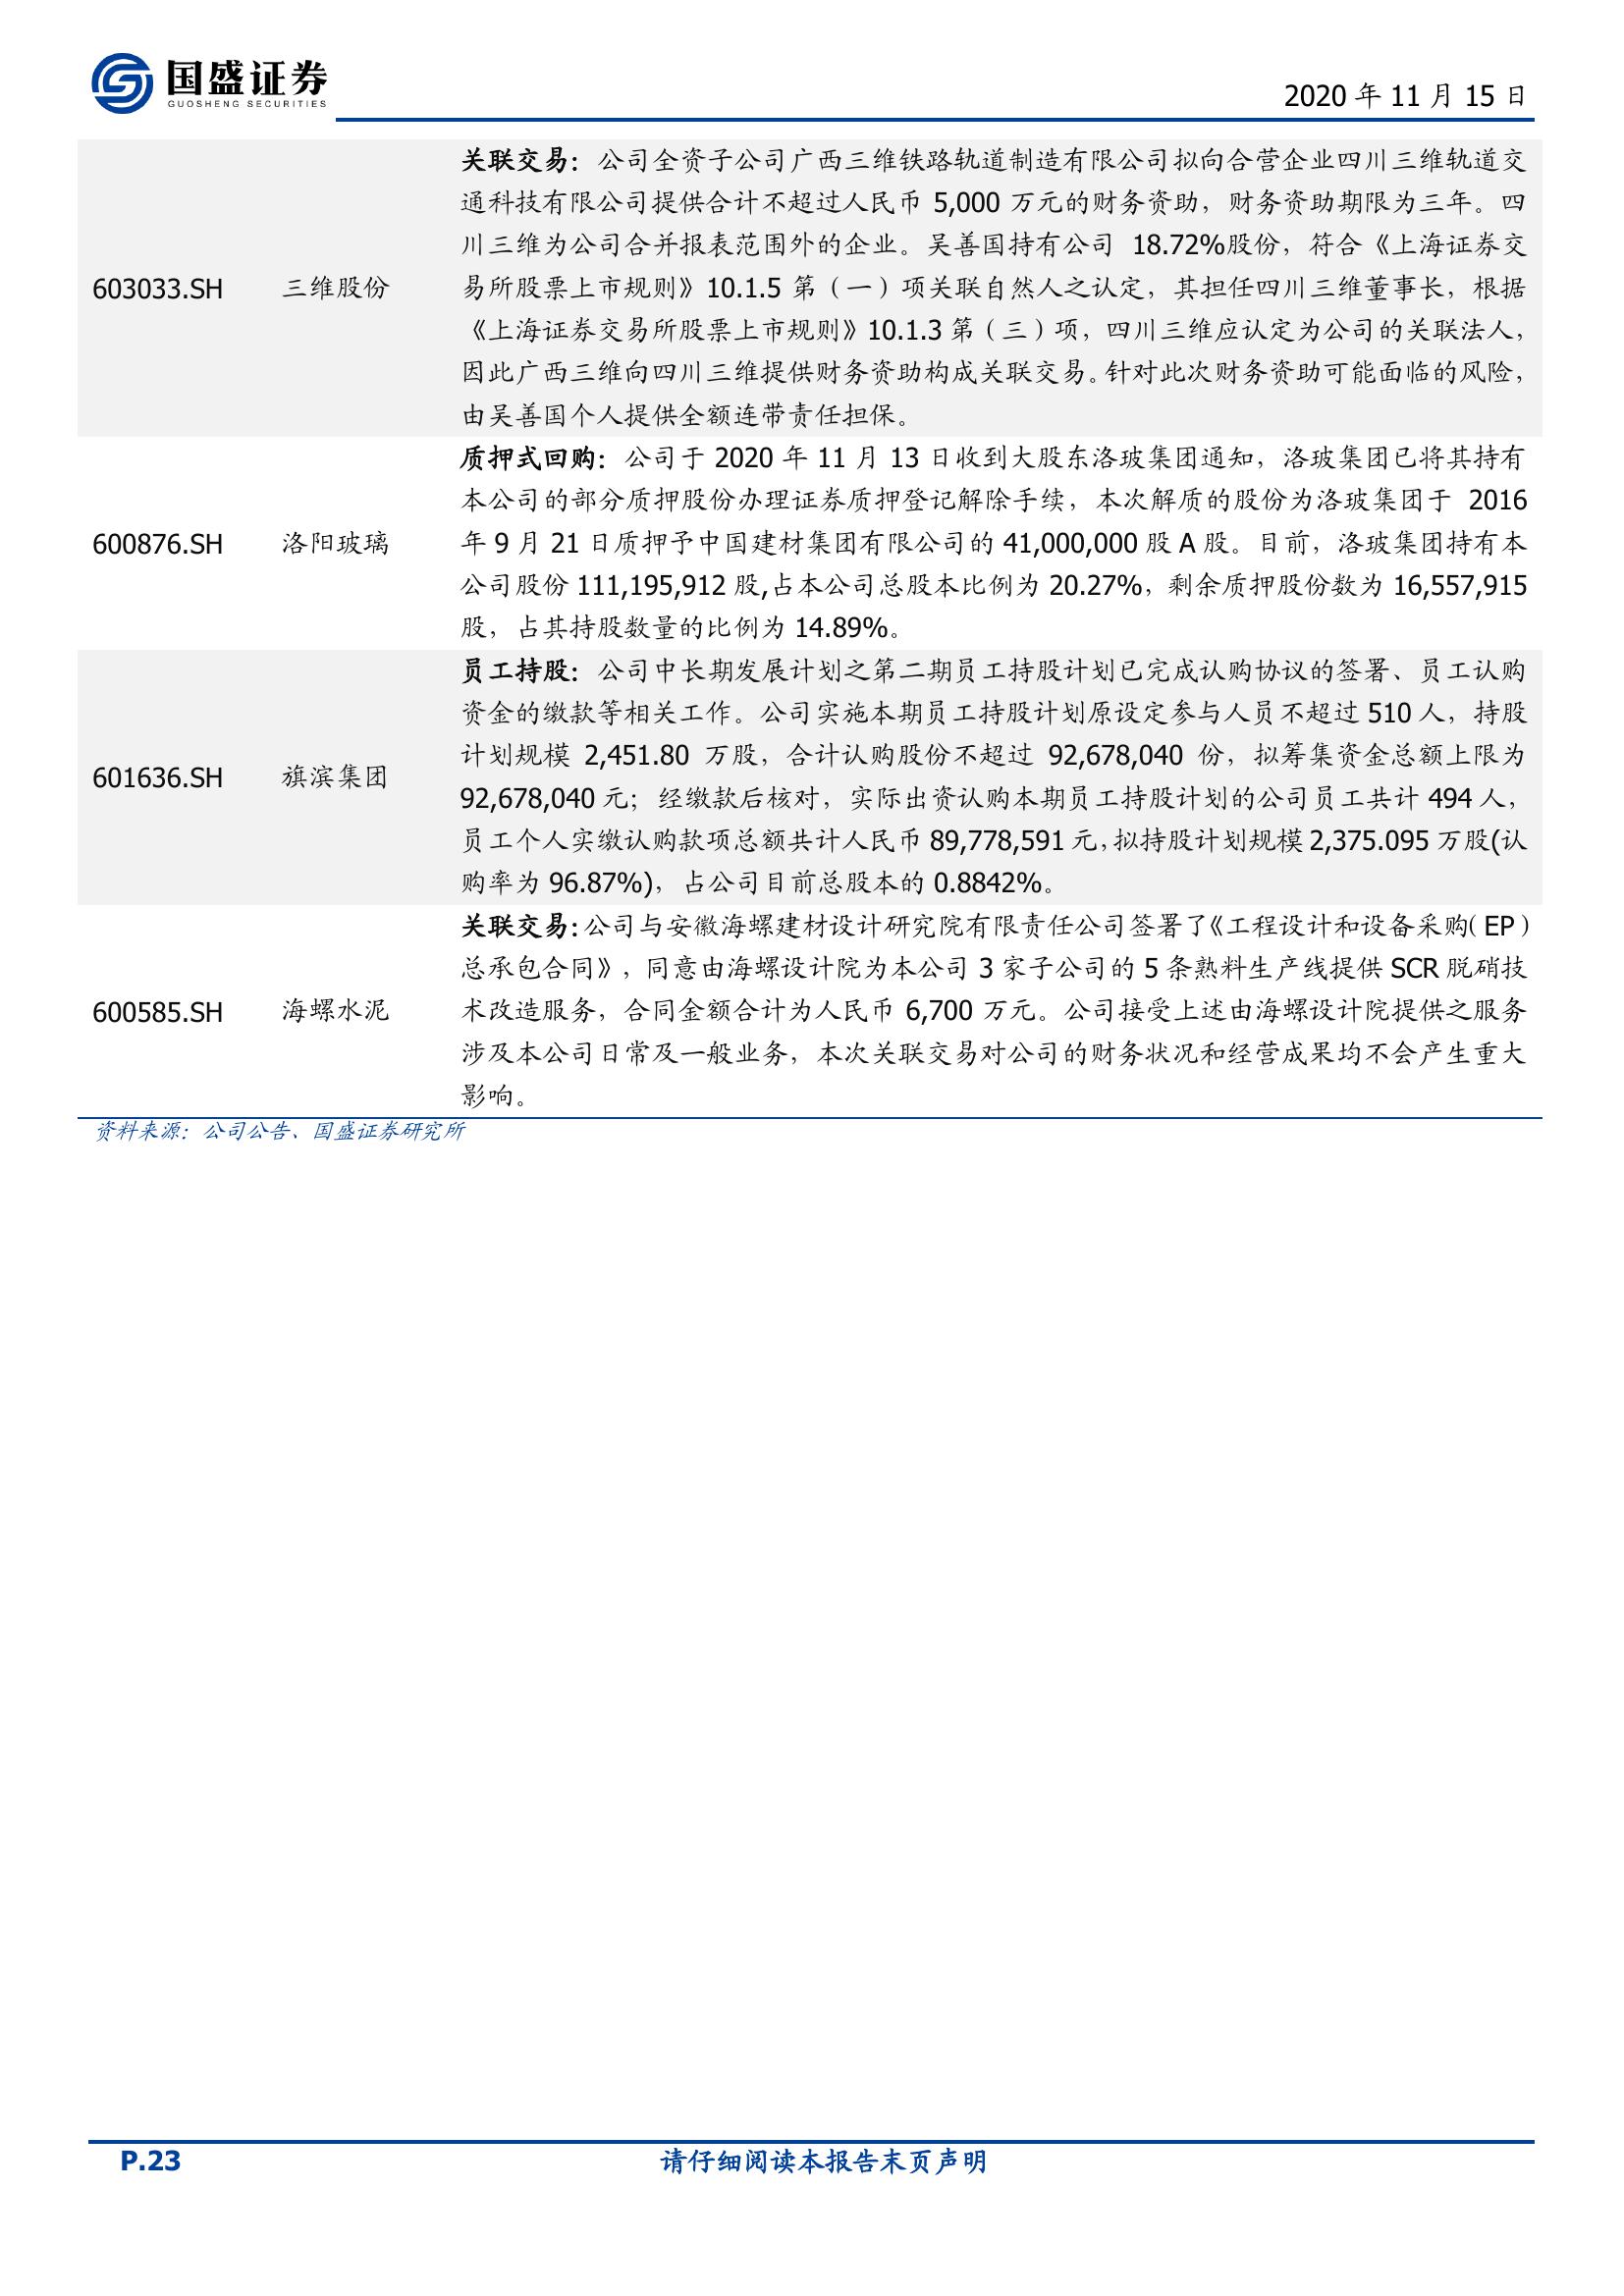 国盛证券
GUOSHENG SECURITIES
2020 年 11 月 15 日
603033.SH
三维股份
关联交易：公司全资子公司广西三维铁路轨道制造有限公司拟向合营企业四川三维轨道交
通科技有限公司提供合计不超过人民币 5,000 万元的财务资助，财务资助期限为三年。四
川三维为公司合并报表范围外的企业。吴善国持有公司 18.72%股份，符合《上海证券交
易所股票上市规则》10.1.5 第（一）项关联自然人之认定，其担任四川三维董事长，根据
《上海证券交易所股票上市规则》10.1.3 第（三）项，四川三维应认定为公司的关联法人，
因此广西三维向四川三维提供财务资助构成关联交易。针对此次财务资助可能面临的风险，
由吴善国个人提供全额连带责任担保。
600876.SH
洛阳玻璃
质押式回购：公司于 2020 年 11 月 13 日收到大股东洛玻集团通知，洛玻集团已将其持有
本公司的部分质押股份办理证券质押登记解除手续，本次解质的股份为洛玻集团于 2016
年 9 月 21 日质押予中国建材集团有限公司的 41,000,000 股 A 股。目前，洛玻集团持有本
公司股份 111,195,912 股,占本公司总股本比例为 20.27%，剩余质押股份数为 16,557,915
股，占其持股数量的比例为 14.89%。
601636.SH
旗滨集团
员工持股：公司中长期发展计划之第二期员工持股计划已完成认购协议的签署、员工认购
资金的缴款等相关工作。公司实施本期员工持股计划原设定参与人员不超过 510 人，持股
计划规模 2,451.80 万股，合计认购股份不超过 92,678,040 份，拟筹集资金总额上限为
92,678,040 元；经缴款后核对，实际出资认购本期员工持股计划的公司员工共计 494 人，
员工个人实缴认购款项总额共计人民币 89,778,591 元，拟持股计划规模 2,375.095 万股(认
购率为 96.87%)，占公司目前总股本的 0.8842%。
600585.SH
海螺水泥
关联交易：公司与安徽海螺建材设计研究院有限责任公司签署了《工程设计和设备采购（EP）
总承包合同》，同意由海螺设计院为本公司 3 家子公司的 5 条熟料生产线提供 SCR 脱硝技
术改造服务，合同金额合计为人民币 6,700 万元。公司接受上述由海螺设计院提供之服务
涉及本公司日常及一般业务，本次关联交易对公司的财务状况和经营成果均不会产生重大
影响。
资料来源：公司公告、国盛证券研究所
P.23
请仔细阅读本报告末页声明